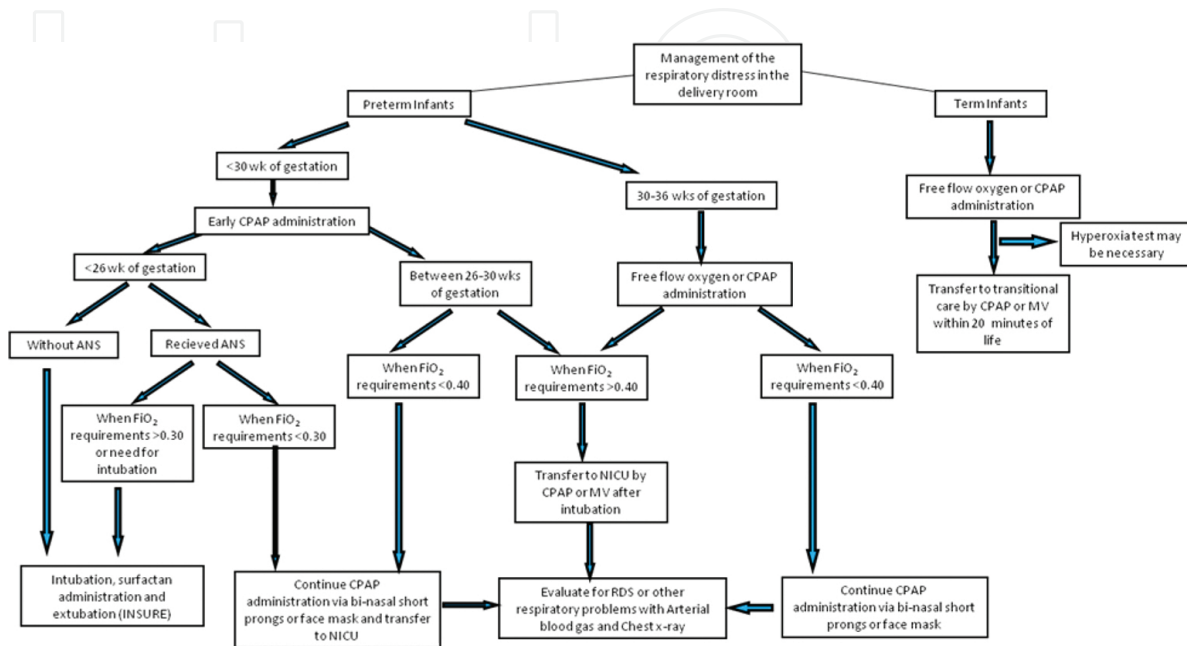 Management of the
respiratory distress in the
delivery room
Preterm Infants
Term Infants
<30 wk of gestation
30-36 wks of gestation
Free flow oxygen or CPAP
administration
Early CPAP administration
Hyperoxia test may
be necessary
<26 wk of gestation
Between 26-30 wks
of gestation
Free flow oxygen or CPAP
administration
Transfer to transitional
care by CPAP or MV
within 20 minutes of
life
Without ANS
Recieved ANS
When FiO2
requirements <0.40
When FiO2
requirements >0.40
When FiO2
requirements <0.40
When FiO2
requirements >0.30
or need for
intubation
When FiO2
requirements <0.30
Transfer to NICU by
CPAP or MV after
intubation
Intubation, surfactan
administration and
extubation (INSURE)
Continue CPAP
administration via bi-nasal short
prongs or face mask and transfer
to NICU
Evaluate for RDS or other
respiratory problems with Arterial
blood gas and Chest x-ray
Continue CPAP
administration via bi-nasal short
prongs or face mask